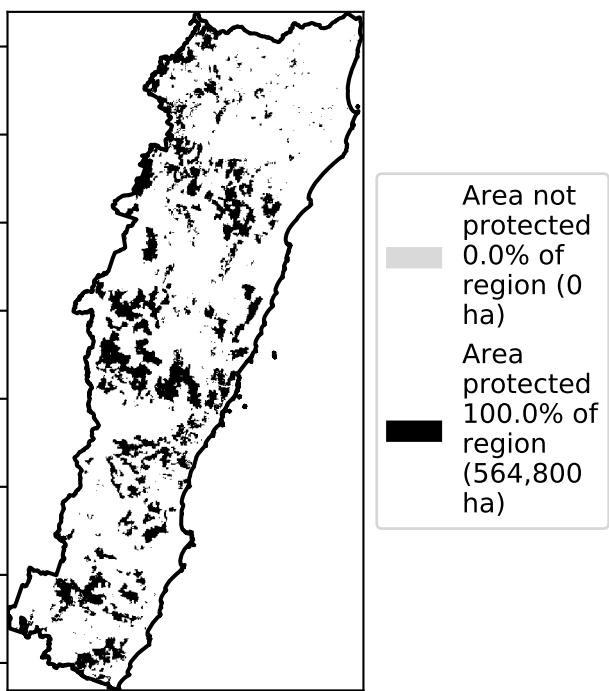 Area not
protected
0.0% of
region (0
ha)
Area
protected
100.0% of
region
(564,800
ha)